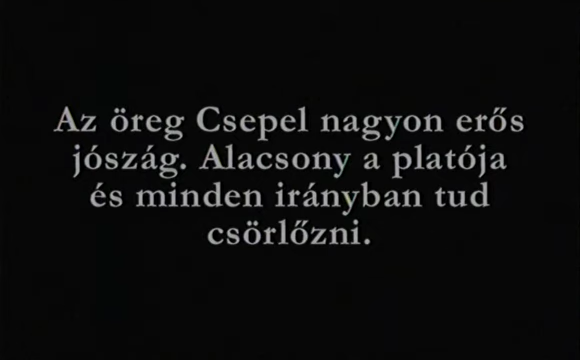 Az öreg Csepel nagyon erős
jószág. Alacsony a platója
és minden irányban tud
csörlőzni.